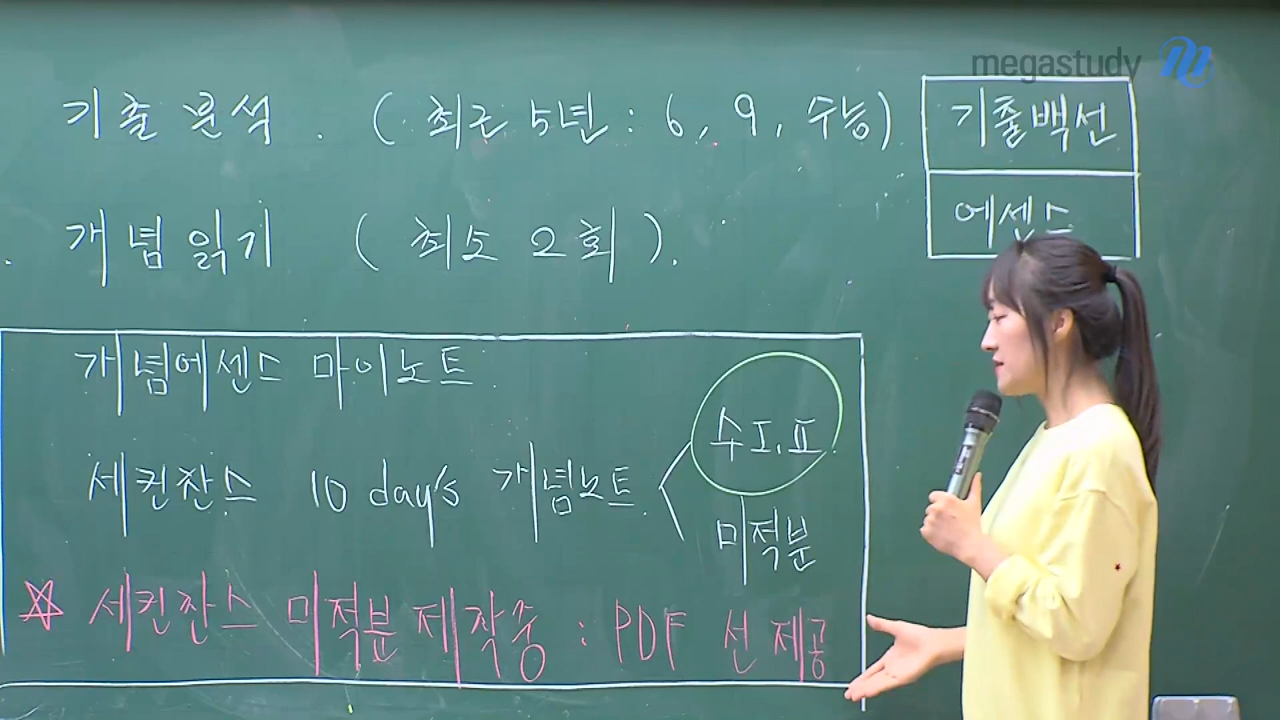 megastudy
기출분석. (최근 5년 : 6, 9, 수능).
기출백선
에센스
개념읽기 (최소 2회).
개념에센스 마이노트.
세컨찬스 10 day's 개념노트.
수I.II.
미적분
☆ 세컨찬스 미적분 제작중 : PDF 선 제공